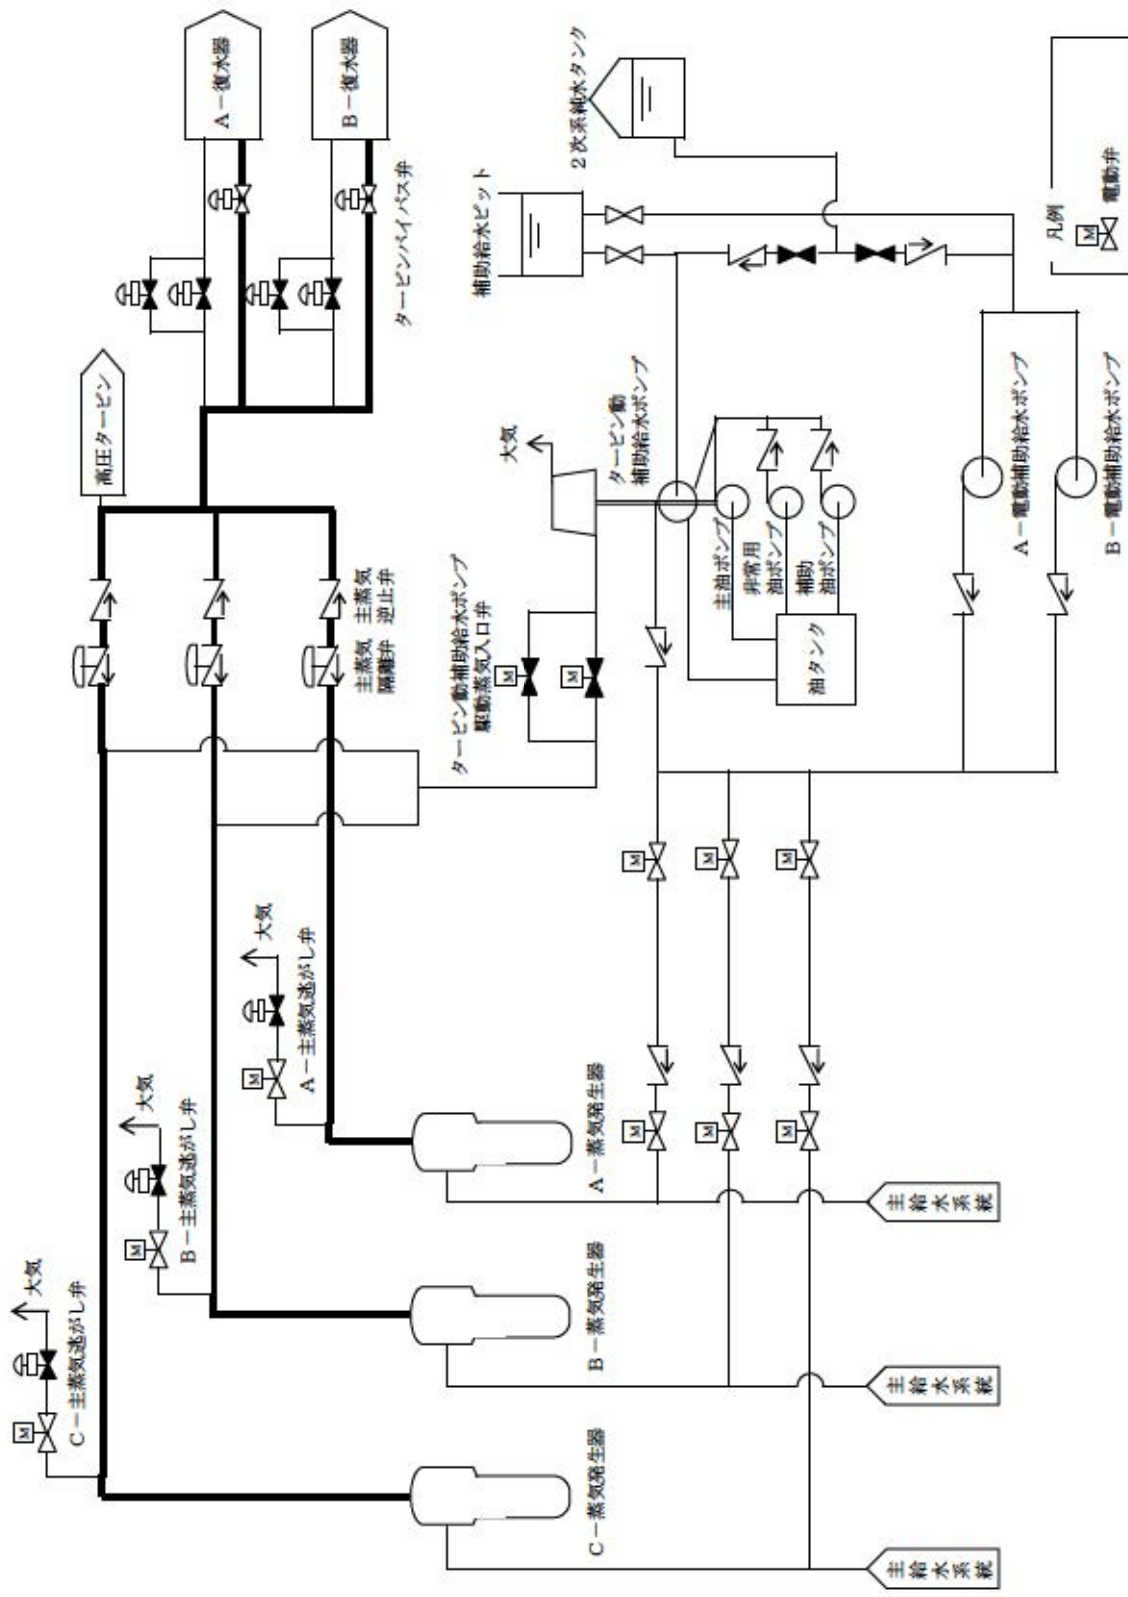 C－主蒸気逃がし弁
大気
M
B－主蒸気逃がし弁
大気
M
A－主蒸気逃がし弁
大気
M
主蒸気
隔離弁
主蒸気
逆止弁
高圧タービン
A－復水器
B－復水器
タービンバイパス弁
C－蒸気発生器
B－蒸気発生器
A－蒸気発生器
タービン動補助給水ポンプ
駆動蒸気入口弁
M
M
大気
タービン動
補助給水ポンプ
補助給水ピット
2次系純水タンク
主油ポンプ
非常用
油ポンプ
補助
油ポンプ
油タンク
M
M
M
M
M
M
主給水系統
主給水系統
主給水系統
A－電動補助給水ポンプ
B－電動補助給水ポンプ
凡例
M
電動弁